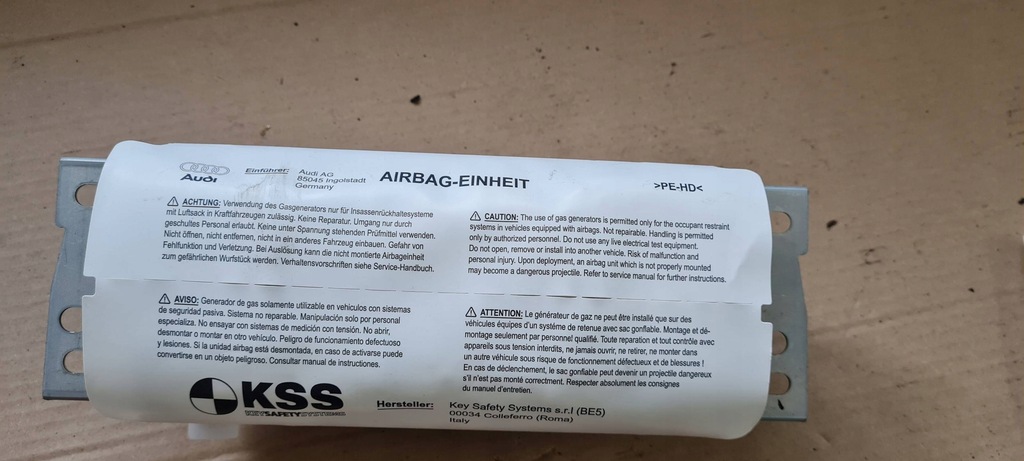 Audi
Einführer: Audi AG
85045 Ingolstadt
Germany
AIRBAG-EINHEIT
>PE-HD<
ACHTUNG: Verwendung des Gasgenerators nur für Insassenrückhaltesysteme
mit Luftsack in Kraftfahrzeugen zulässig. Keine Reparatur. Umgang nur durch
geschultes Personal erlaubt. Keine unter Spannung stehenden Prüfmittel verwenden.
Nicht öffnen, nicht entfernen, nicht in ein anderes Fahrzeug einbauen. Gefahr von
Fehlfunktion und Verletzung. Bei Auslösung kann die nicht montierte Airbageinheit
zum gefährlichen Wurfstück werden. Verhaltensvorschriften siehe Service-Handbuch.
CAUTION: The use of gas generators is permitted only for the occupant restraint
systems in vehicles equipped with airbags. Not repairable. Handling is permitted
only by authorized personnel. Do not use any live electrical test equipment.
Do not open, remove or install into another vehicle. Risk of malfunction and
personal injury. Upon deployment, an airbag unit which is not properly mounted
may become a dangerous projectile. Refer to service manual for further instructions.
AVISO: Generador de gas solamente utilizable en vehiculos con sistemas
de seguridad pasiva. Sistema no reparable. Manipulación solo por personal
especializa. No ensayar con sistemas de medición con tensión. No abrir,
desmontar o montar en otro vehículo. Peligro de funcionamiento defectuoso
y lesiones. Si la unidad airbag está desmontada, en caso de activarse puede
convertirse en un objeto peligroso. Consultar manual de instrucciones.
ATTENTION: Le générateur de gaz ne peut être installé que sur des
véhicules équipes d'un système de retenue avec sac gonflable. Montage et dé-
montage seulement par personnel qualifié. Toute reparation et tout contrôle avec
appareils sous tension interdits, ne jamais ouvrir, ne retirer, ne monter dans
un autre véhicule sous risque de fonctionnement défectueux et de blessures !
En cas de déclenchement, le sac gonflable peut devenir un projectile dangereux
s'il n'est pas monté correctment. Respecter absolument les consignes
du manuel d'entretien.
KSS
KEYSAFETYSYSTEMS
Hersteller: Key Safety Systems s.r.l (BE5)
00034 Colleferro (Roma)
Italy